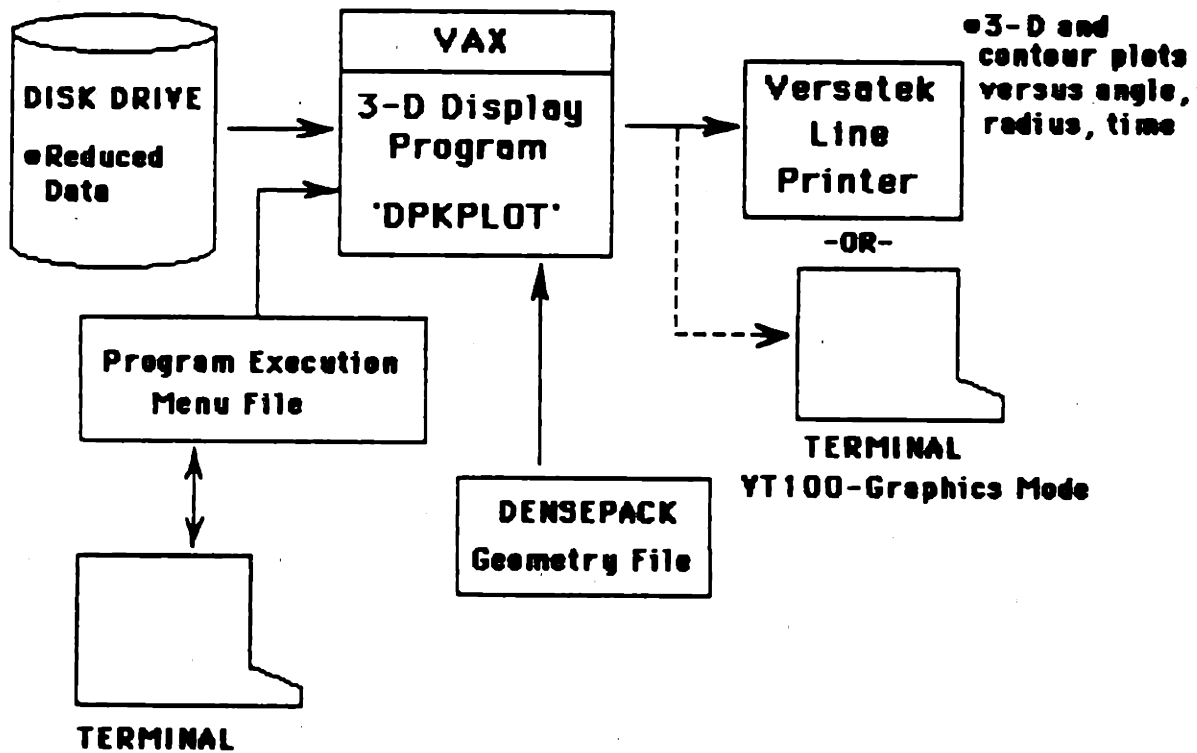 DISK DRIVE
•Reduced
Data
VAX
3-D Display
Program
'DPKPLOT'
Versatek
Line
Printer
•3-D and
contour plots
versus angle,
radius, time
-OR-
TERMINAL
VT100-Graphics Mode
Program Execution
Menu File
DENSEPACK
Geometry File
TERMINAL